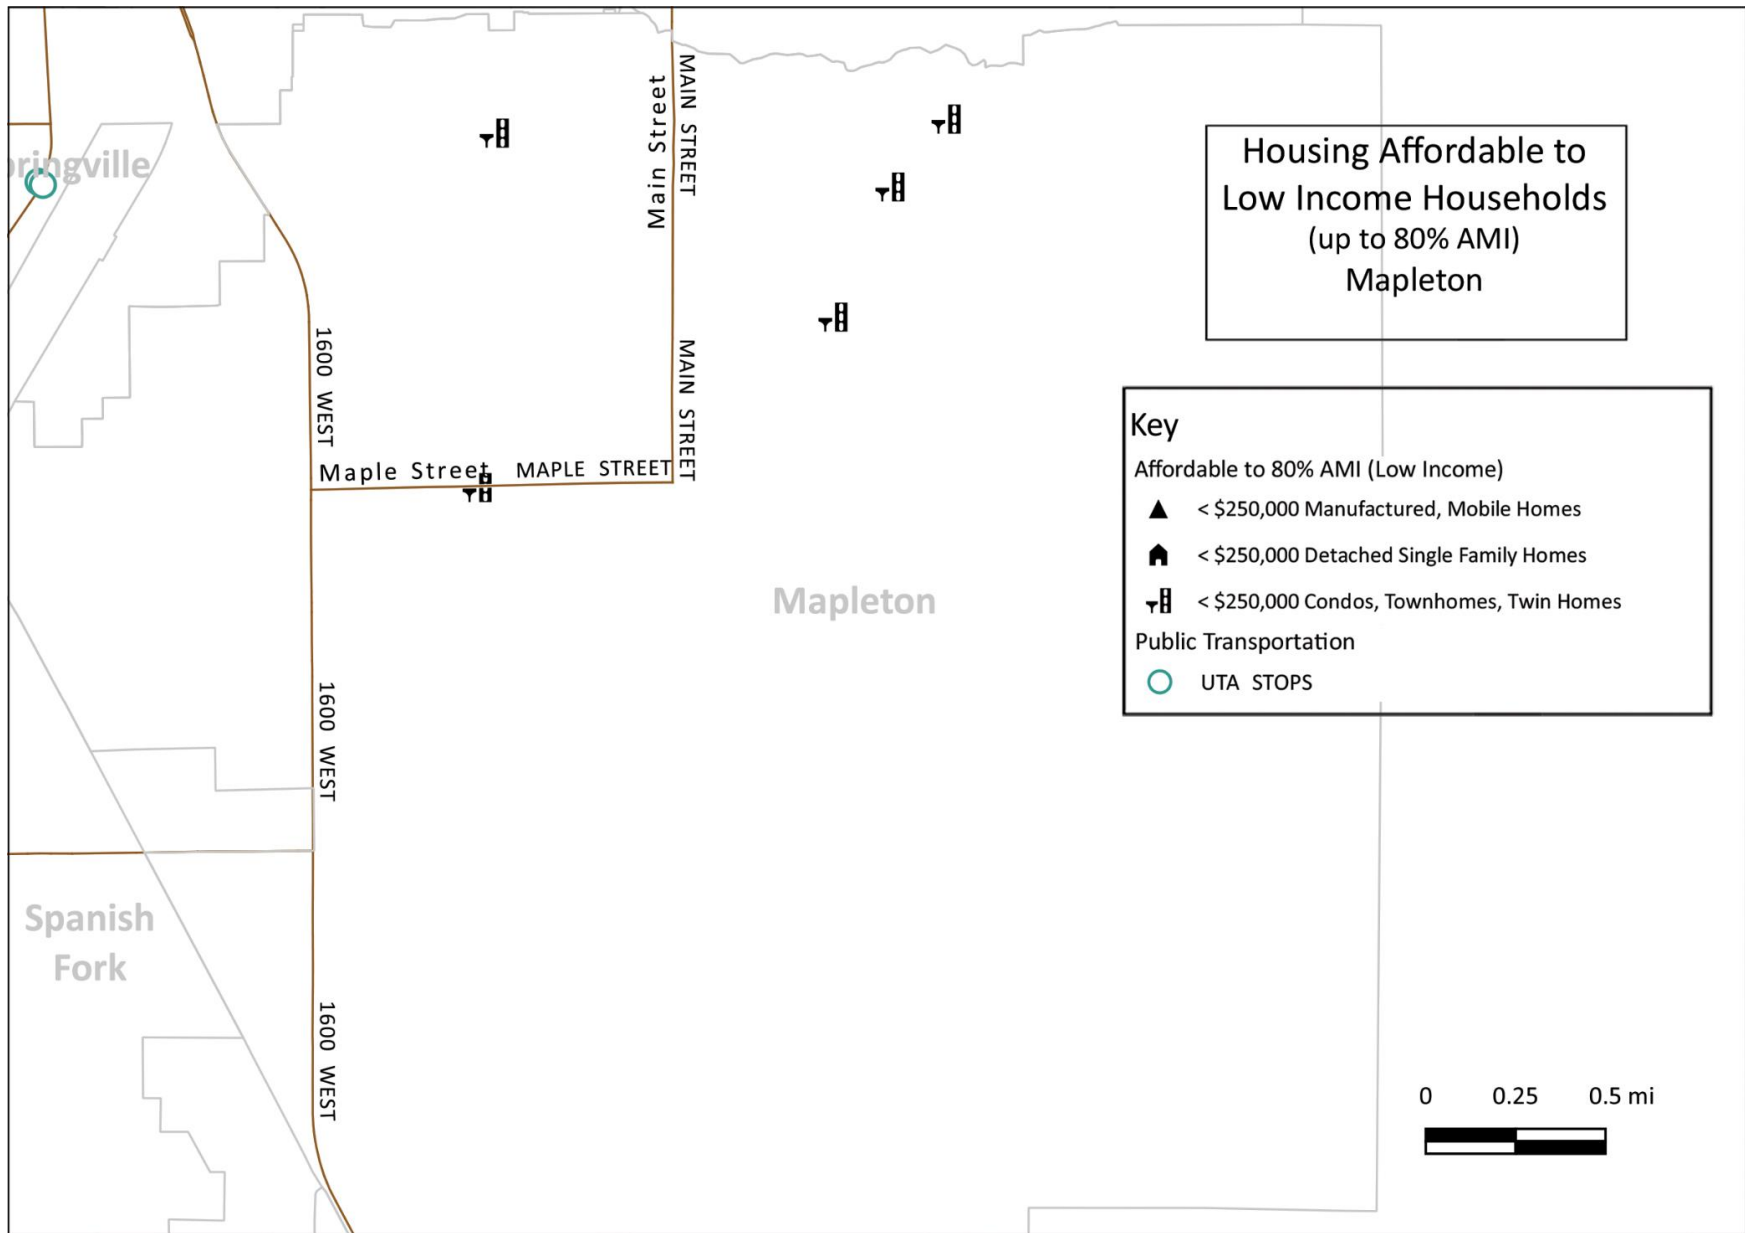 Housing Affordable to
Low Income Households
(up to 80% AMI)
Mapleton
Key
Affordable to 80% AMI (Low Income)
< $250,000 Manufactured, Mobile Homes
< $250,000 Detached Single Family Homes
< $250,000 Condos, Townhomes, Twin Homes
Public Transportation
UTA STOPS
pringville
Main Street
MAIN STREET
MAIN STREET
1600 WEST
Maple Street
MAPLE STREET
Mapleton
1600 WEST
Spanish
Fork
1600 WEST
0 0.25 0.5 mi